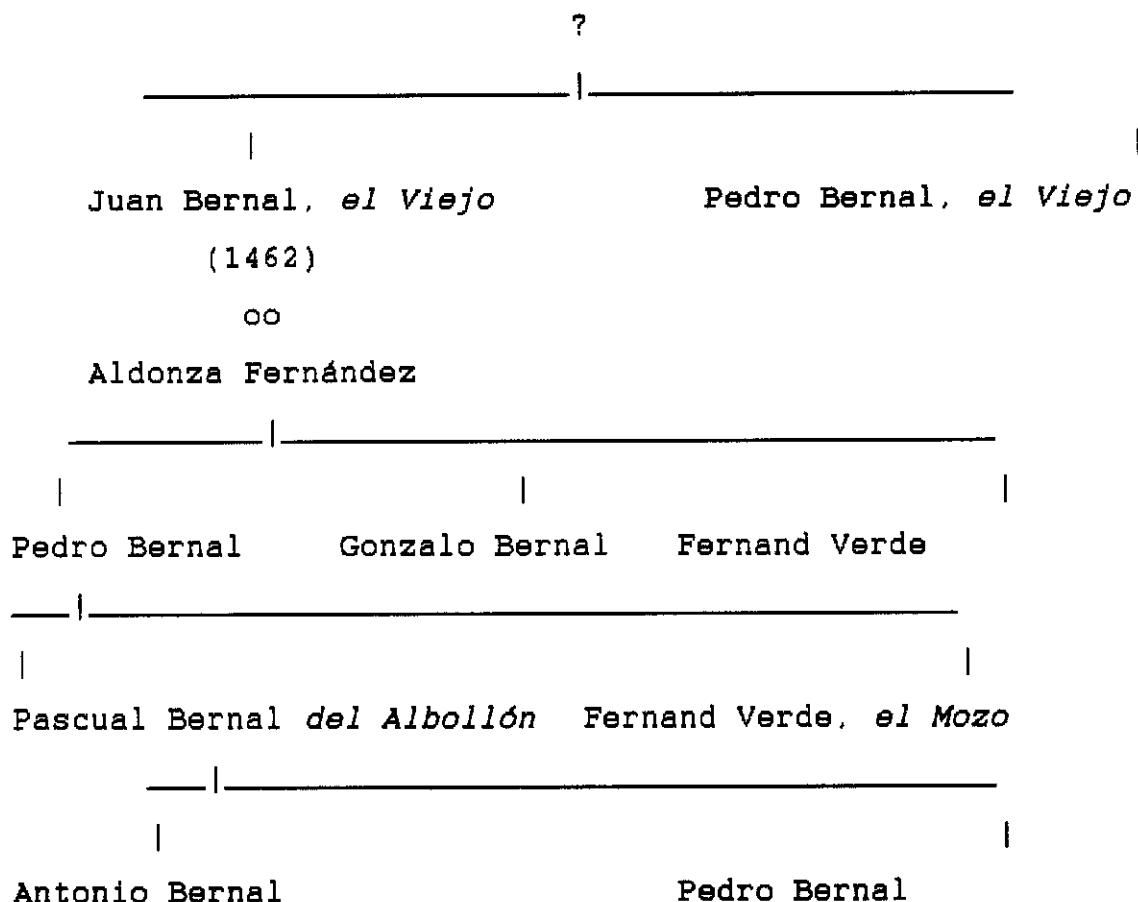 ?
Juan Bernal, el Viejo Pedro Bernal, el Viejo
(1462)
oo
Aldonza Fernández
Pedro Bernal Gonzalo Bernal Fernand Verde
Pascual Bernal del Albollón Fernand Verde, el Mozo
Antonio Bernal Pedro Bernal